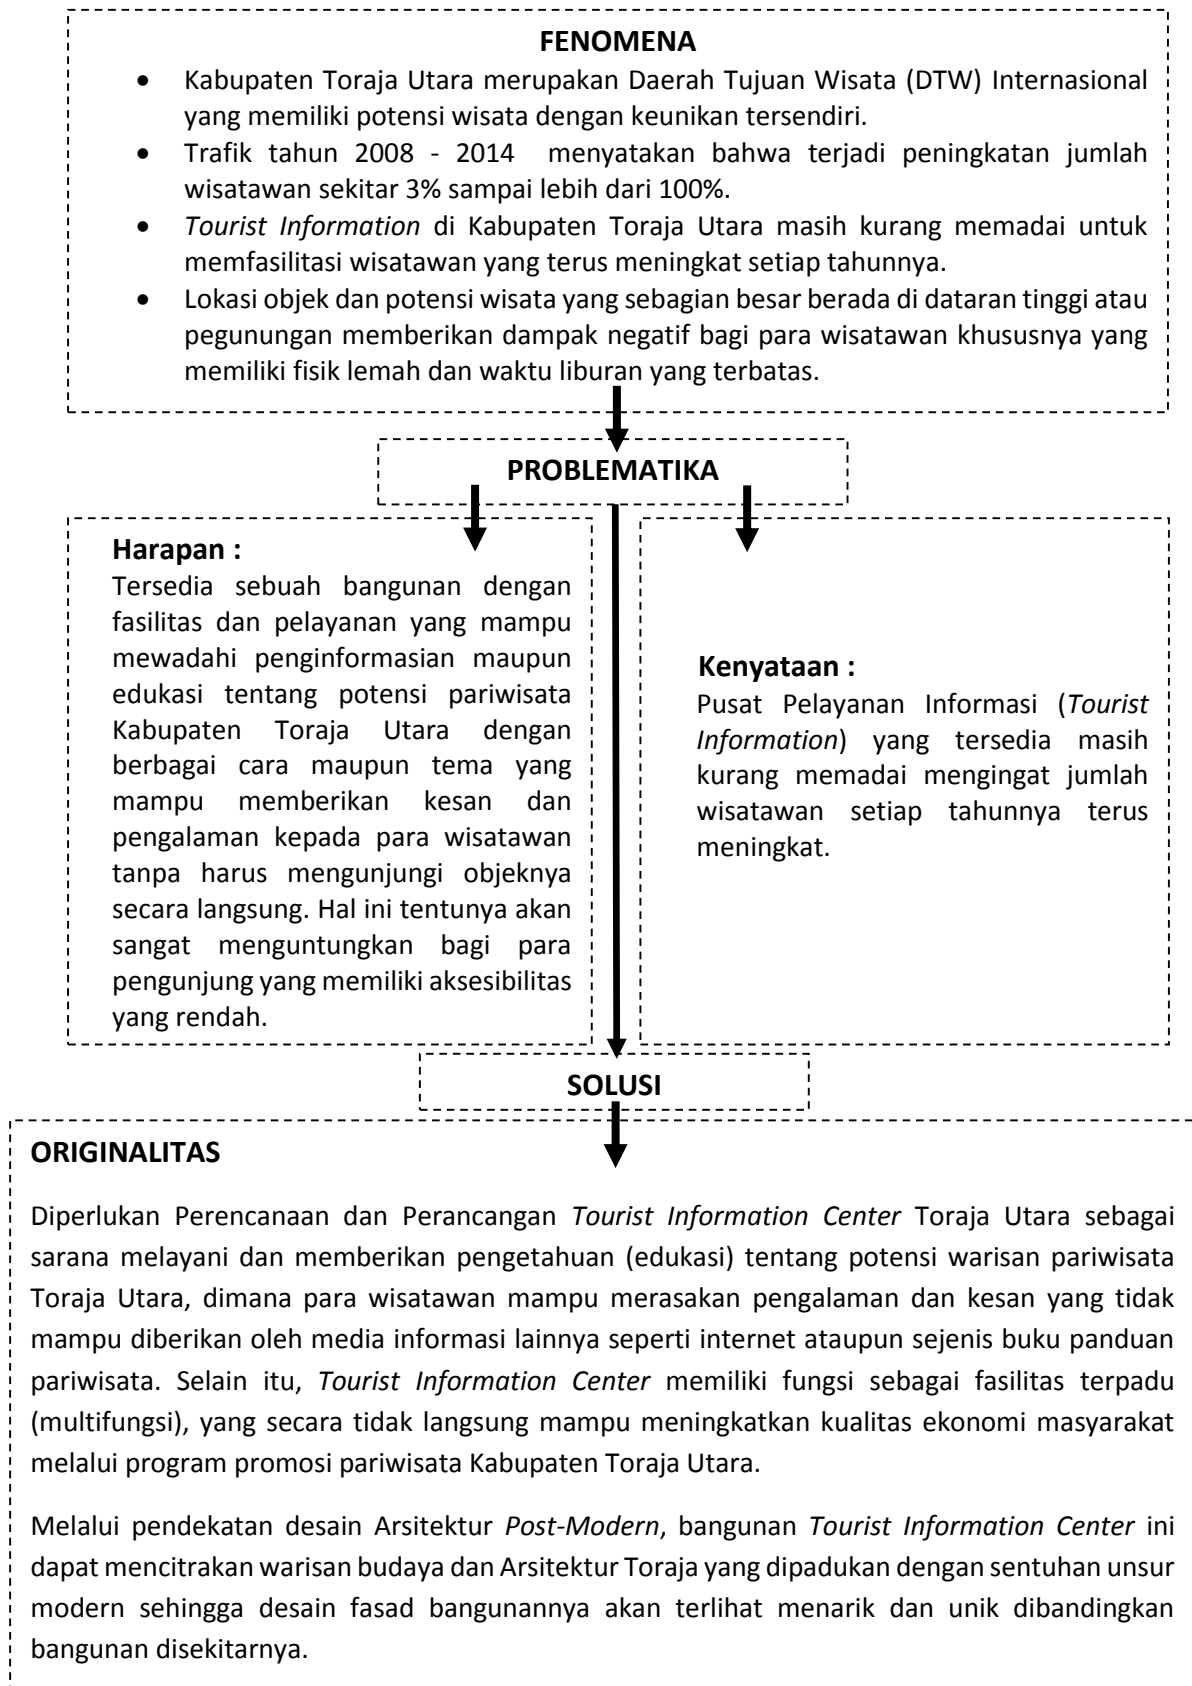 FENOMENA
• Kabupaten Toraja Utara merupakan Daerah Tujuan Wisata (DTW) Internasional
yang memiliki potensi wisata dengan keunikan tersendiri.
• Trafik tahun 2008 - 2014 menyatakan bahwa terjadi peningkatan jumlah
wisatawan sekitar 3% sampai lebih dari 100%.
• Tourist Information di Kabupaten Toraja Utara masih kurang memadai untuk
memfasilitasi wisatawan yang terus meningkat setiap tahunnya.
• Lokasi objek dan potensi wisata yang sebagian besar berada di dataran tinggi atau
pegunungan memberikan dampak negatif bagi para wisatawan khususnya yang
memiliki fisik lemah dan waktu liburan yang terbatas.
PROBLEMATIKA
Harapan :
Tersedia sebuah bangunan dengan
fasilitas dan pelayanan yang mampu
mewadahi penginformasian maupun
edukasi tentang potensi pariwisata
Kabupaten Toraja Utara dengan
berbagai cara maupun tema yang
mampu memberikan kesan dan
pengalaman kepada para wisatawan
tanpa harus mengunjungi objeknya
secara langsung. Hal ini tentunya akan
sangat menguntungkan bagi para
pengunjung yang memiliki aksesibilitas
yang rendah.
Kenyataan :
Pusat Pelayanan Informasi (Tourist
Information) yang tersedia masih
kurang memadai mengingat jumlah
wisatawan setiap tahunnya terus
meningkat.
SOLUSI
ORIGINALITAS
Diperlukan Perencanaan dan Perancangan Tourist Information Center Toraja Utara sebagai
sarana melayani dan memberikan pengetahuan (edukasi) tentang potensi warisan pariwisata
Toraja Utara, dimana para wisatawan mampu merasakan pengalaman dan kesan yang tidak
mampu diberikan oleh media informasi lainnya seperti internet ataupun sejenis buku panduan
pariwisata. Selain itu, Tourist Information Center memiliki fungsi sebagai fasilitas terpadu
(multifungsi), yang secara tidak langsung mampu meningkatkan kualitas ekonomi masyarakat
melalui program promosi pariwisata Kabupaten Toraja Utara.
Melalui pendekatan desain Arsitektur Post-Modern, bangunan Tourist Information Center ini
dapat mencitrakan warisan budaya dan Arsitektur Toraja yang dipadukan dengan sentuhan unsur
modern sehingga desain fasad bangunannya akan terlihat menarik dan unik dibandingkan
bangunan disekitarnya.